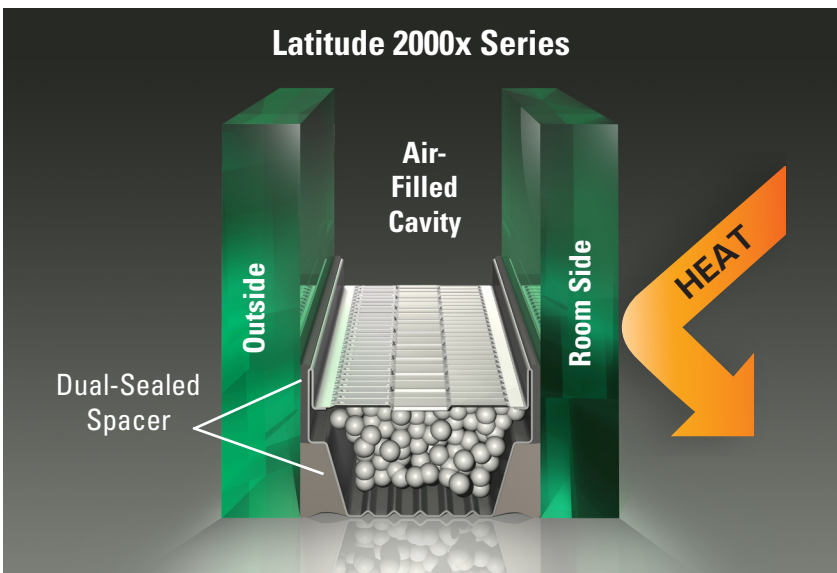 Latitude 2000x Series
Air-
Filled
Cavity
Outside
Room Side
HEAT
Dual-Sealed
Spacer